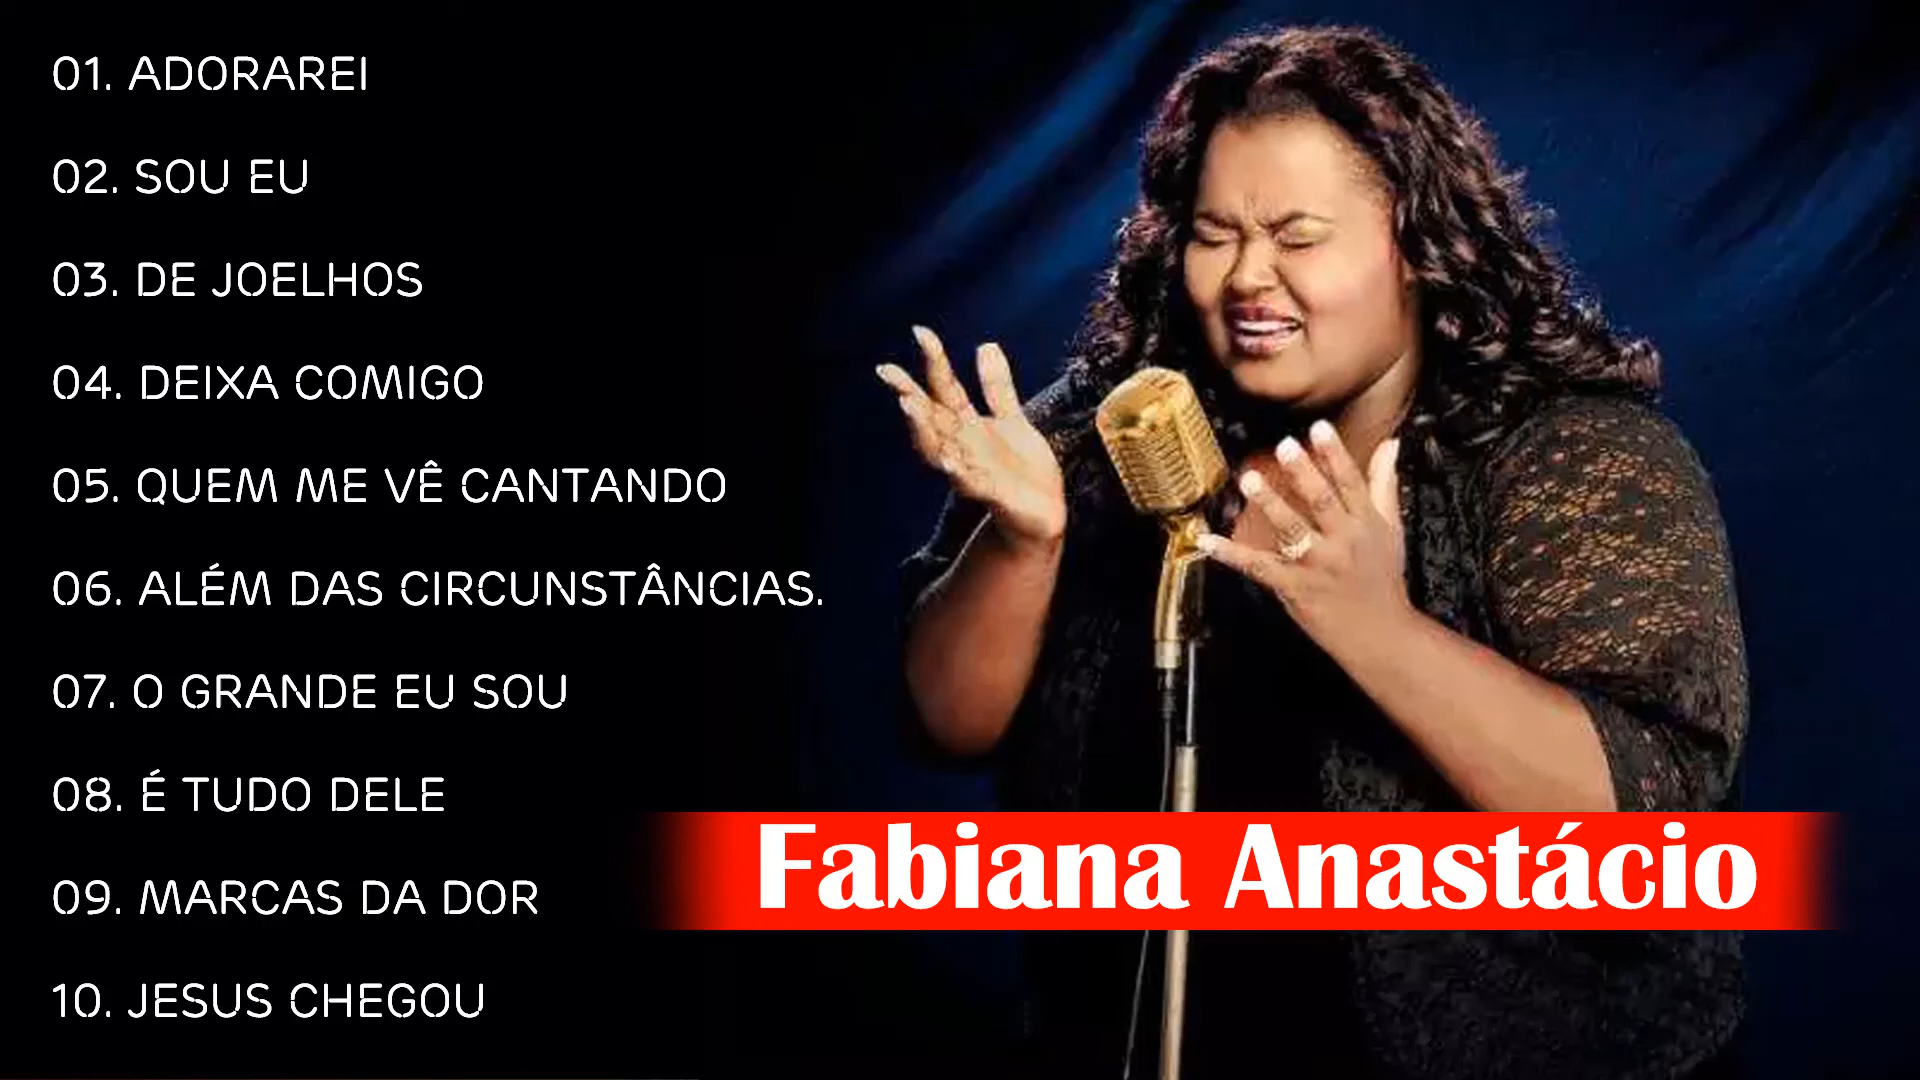 01. ADORAREI
02. SOU EU
03. DE JOELHOS
04. DEIXA COMIGO
05. QUEM ME VÊ CANTANDO
06. ALÉM DAS CIRCUNSTÂNCIAS.
07. O GRANDE EU SOU
08. É TUDO DELE
09. MARCAS DA DOR
10. JESUS CHEGOU
Fabiana Anastácio